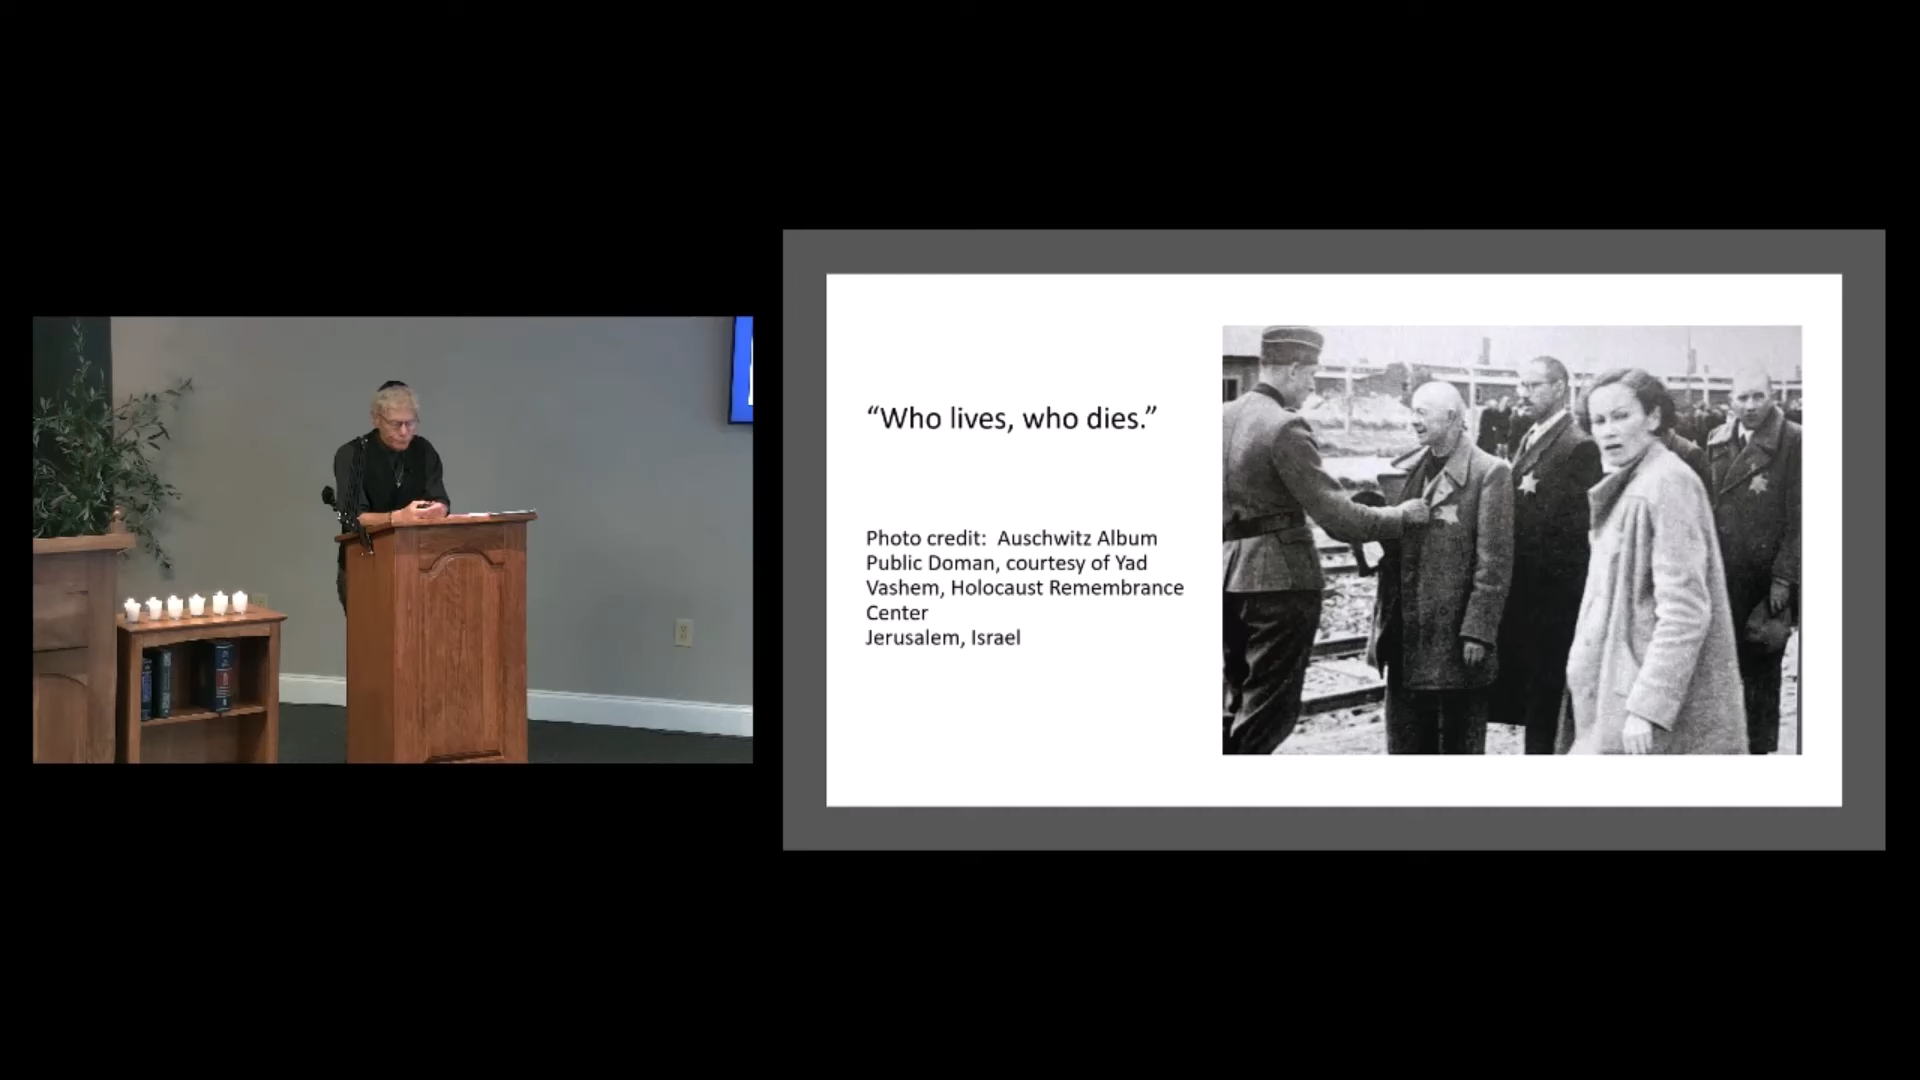 “Who lives, who dies.”
Photo credit:  Auschwitz Album
Public Doman, courtesy of Yad
Vashem, Holocaust Remembrance
Center
Jerusalem, Israel